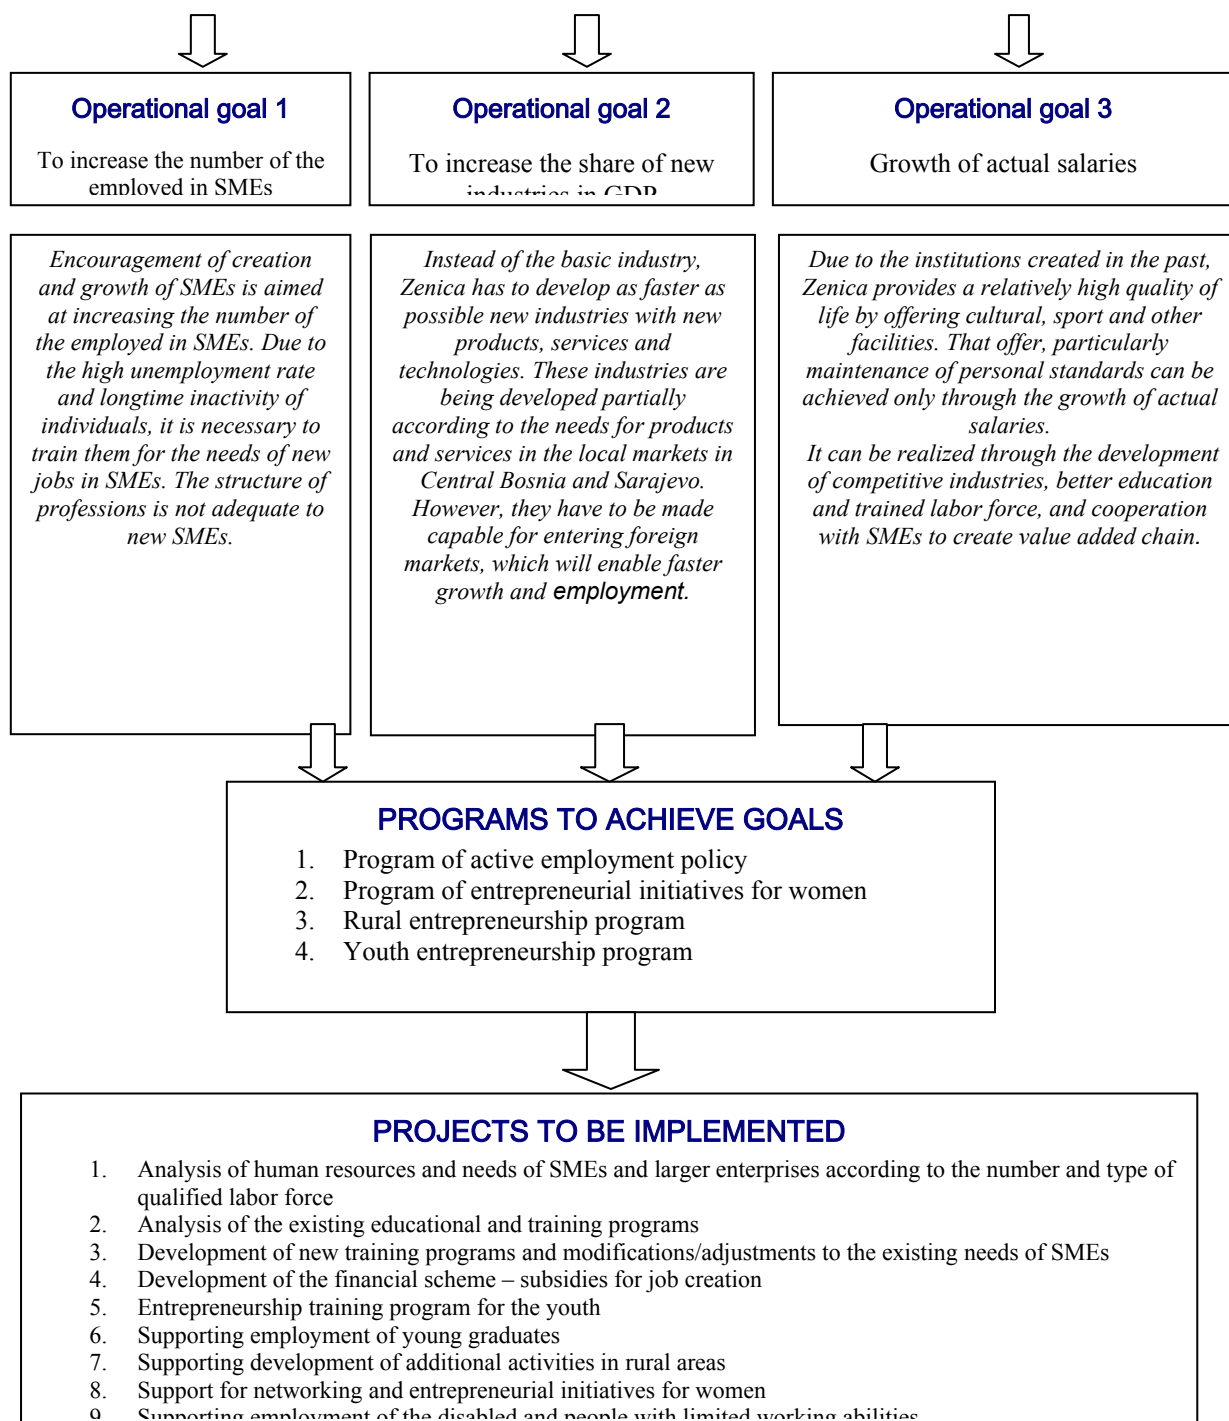 Operational goal 1
To increase the number of the
employed in SMEs
Operational goal 2
To increase the share of new
industries in GDP
Operational goal 3
Growth of actual salaries
Encouragement of creation
and growth of SMEs is aimed
at increasing the number of
the employed in SMEs. Due to
the high unemployment rate
and longtime inactivity of
individuals, it is necessary to
train them for the needs of new
jobs in SMEs. The structure of
professions is not adequate to
new SMEs.
Instead of the basic industry,
Zenica has to develop as faster as
possible new industries with new
products, services and
technologies. These industries are
being developed partially
according to the needs for products
and services in the local markets in
Central Bosnia and Sarajevo.
However, they have to be made
capable for entering foreign
markets, which will enable faster
growth and employment.
Due to the institutions created in the past,
Zenica provides a relatively high quality of
life by offering cultural, sport and other
facilities. That offer, particularly
maintenance of personal standards can be
achieved only through the growth of actual
salaries.
It can be realized through the development
of competitive industries, better education
and trained labor force, and cooperation
with SMEs to create value added chain.
PROGRAMS TO ACHIEVE GOALS
1. Program of active employment policy
2. Program of entrepreneurial initiatives for women
3. Rural entrepreneurship program
4. Youth entrepreneurship program
PROJECTS TO BE IMPLEMENTED
1. Analysis of human resources and needs of SMEs and larger enterprises according to the number and type of
qualified labor force
2. Analysis of the existing educational and training programs
3. Development of new training programs and modifications/adjustments to the existing needs of SMEs
4. Development of the financial scheme – subsidies for job creation
5. Entrepreneurship training program for the youth
6. Supporting employment of young graduates
7. Supporting development of additional activities in rural areas
8. Support for networking and entrepreneurial initiatives for women
9. Supporting employment of the disabled and people with limited working abilities